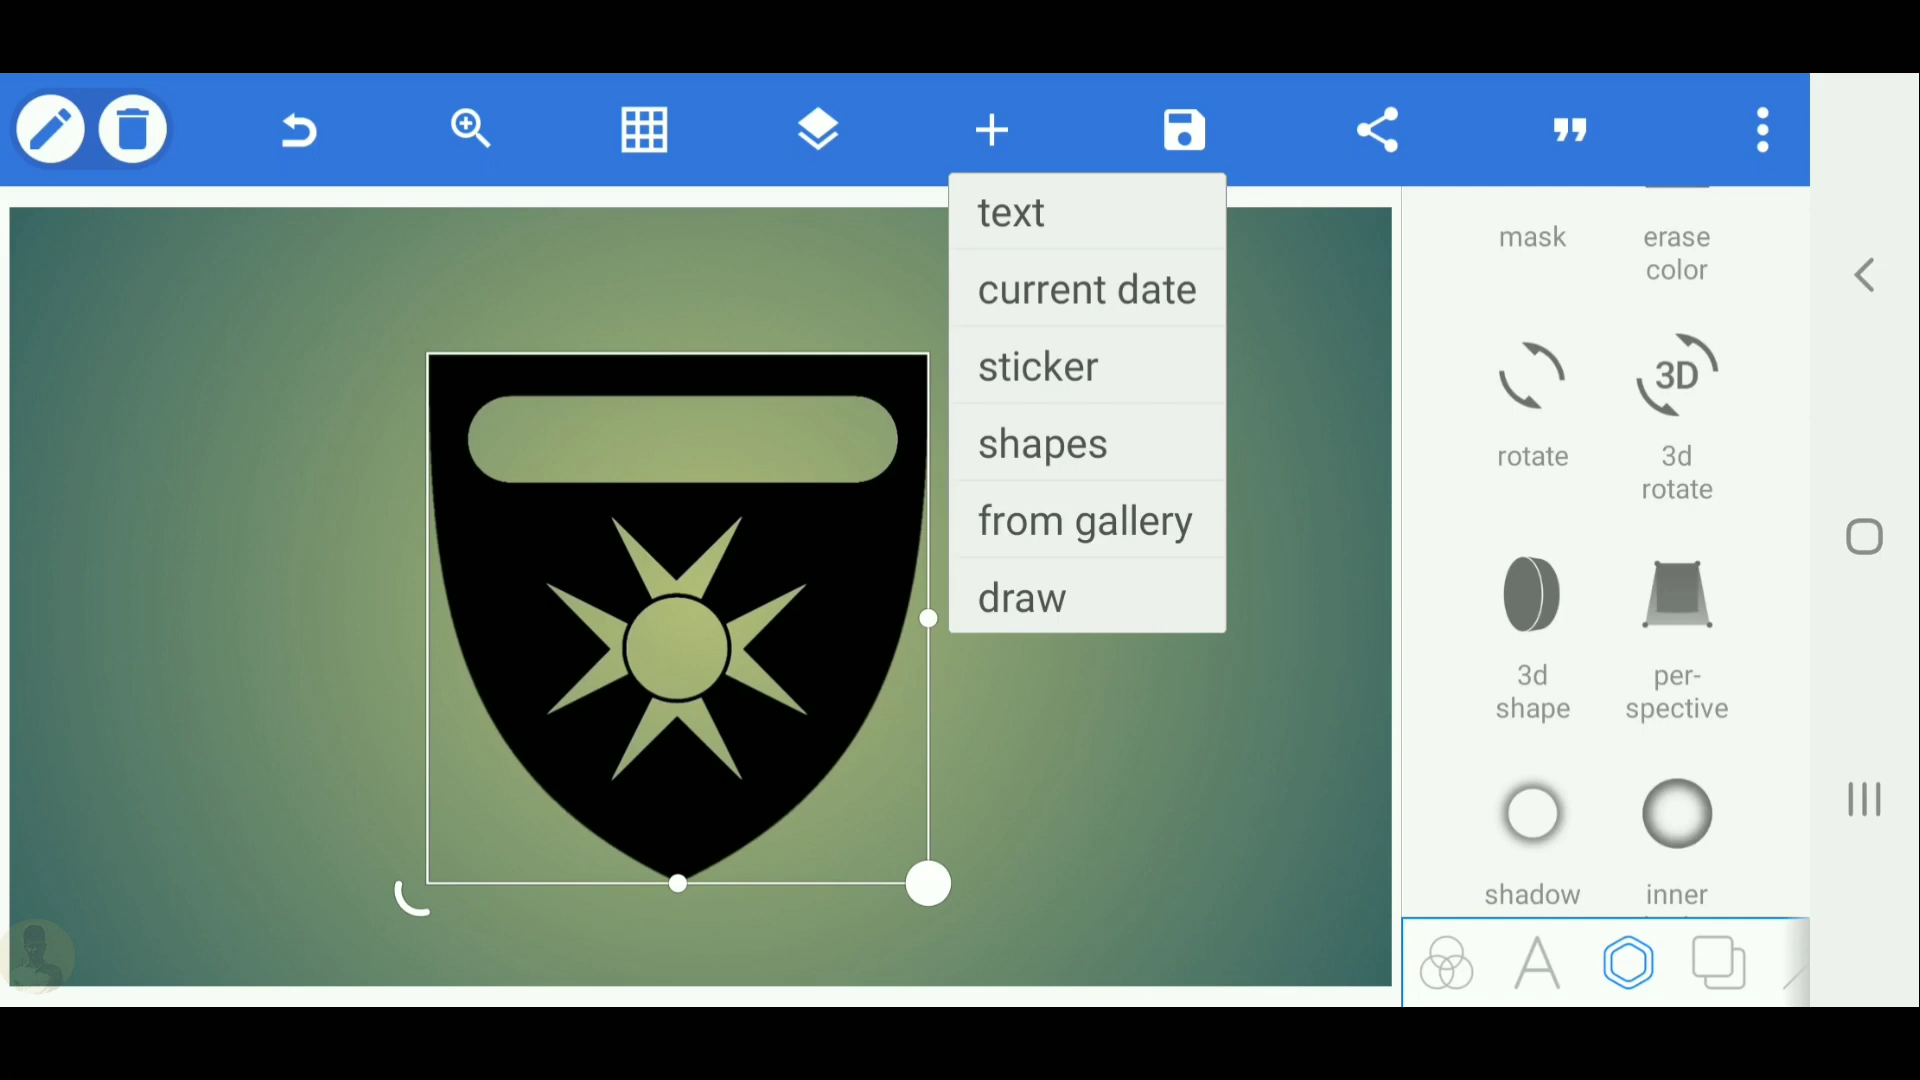 text
current date
sticker
shapes
from gallery
draw
mask
erase
color
rotate
3D
3d
rotate
3d
shape
per-
spective
shadow
inner